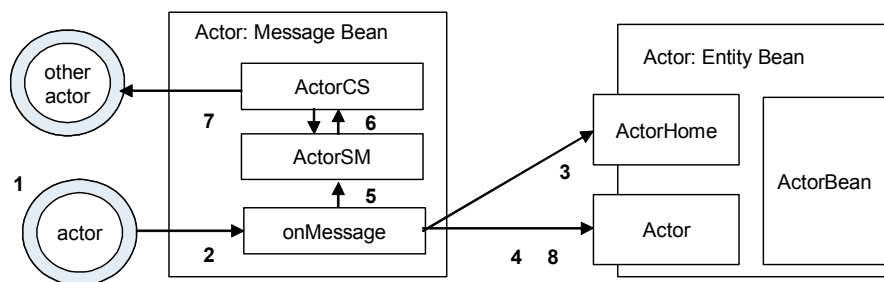 Actor: Message Bean
Actor: Entity Bean
other
actor
ActorCS
7
6
ActorHome
ActorSM
3
1
5
ActorBean
actor
onMessage
Actor
2
4 8